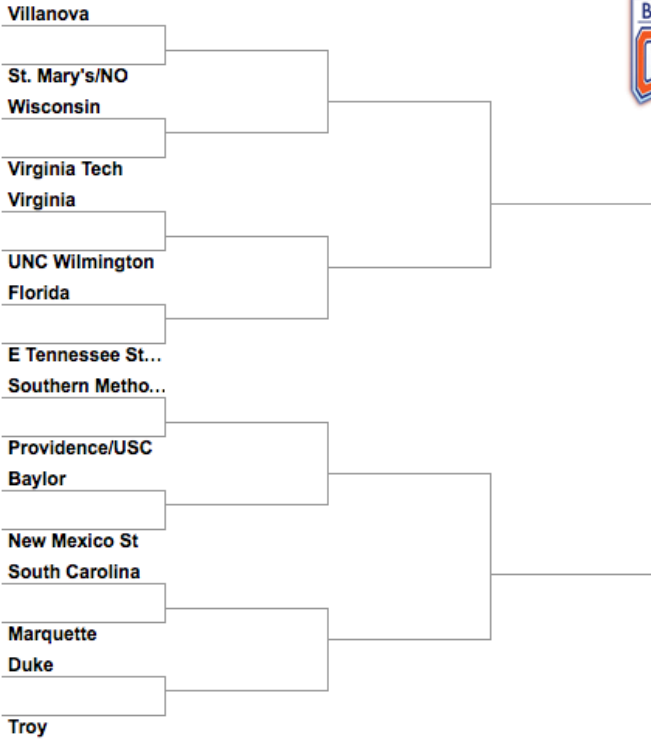 Villanova
St. Mary's/NO
Wisconsin
Virginia Tech
Virginia
UNC Wilmington
Florida
E Tennessee St...
Southern Metho...
Providence/USC
Baylor
New Mexico St
South Carolina
Marquette
Duke
Troy